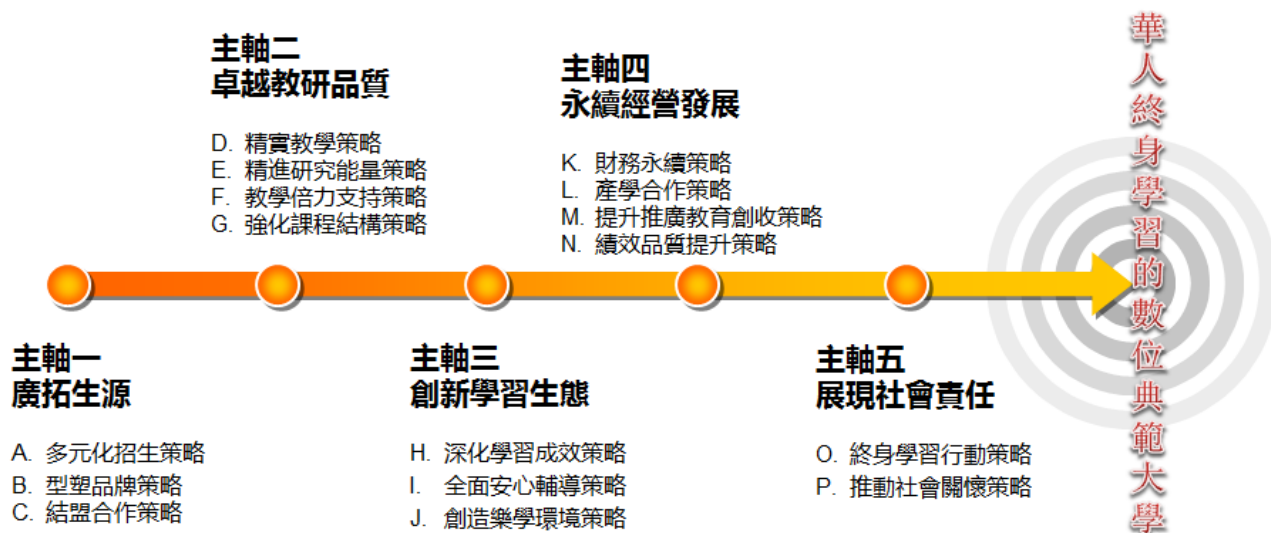 主軸一
廣拓生源
A. 多元化招生策略
B. 型塑品牌策略
C. 結盟合作策略
主軸二
卓越教研品質
D. 精實教學策略
E. 精進研究能量策略
F. 教學倍力支持策略
G. 強化課程結構策略
主軸三
創新學習生態
H. 深化學習成效策略
I. 全面安心輔導策略
J. 創造樂學環境策略
主軸四
永續經營發展
K. 財務永續策略
L. 產學合作策略
M. 提升推廣教育創收策略
N. 績效品質提升策略
主軸五
展現社會責任
O. 終身學習行動策略
P. 推動社會關懷策略
華人終身學習的數位典範大學